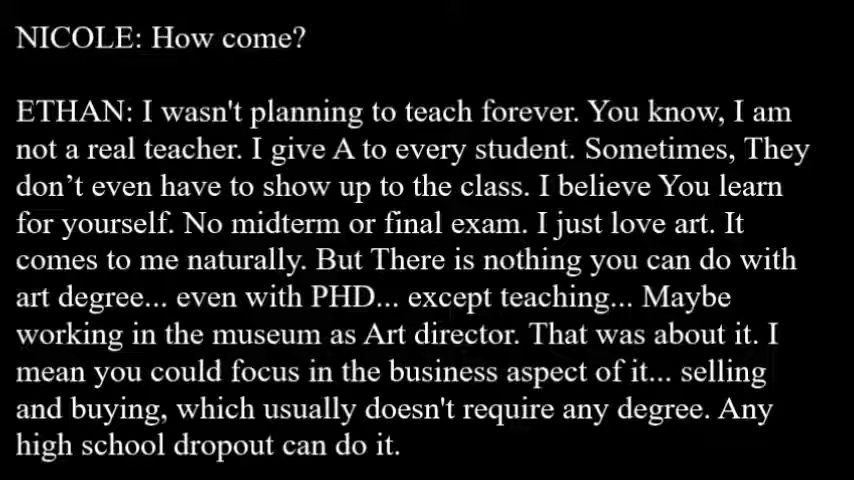 NICOLE: How come?
ETHAN: I wasn't planning to teach forever. You know, I am
not a real teacher. I give A to every student. Sometimes, They
don’t even have to show up to the class. I believe You learn
for yourself. No midterm or final exam. I just love art. It
comes to me naturally. But There is nothing you can do with
art degree... even with PHD... except teaching... Maybe
working in the museum as Art director. That was about it. I
mean you could focus in the business aspect of it... selling
and buying, which usually doesn't require any degree. Any
high school dropout can do it.